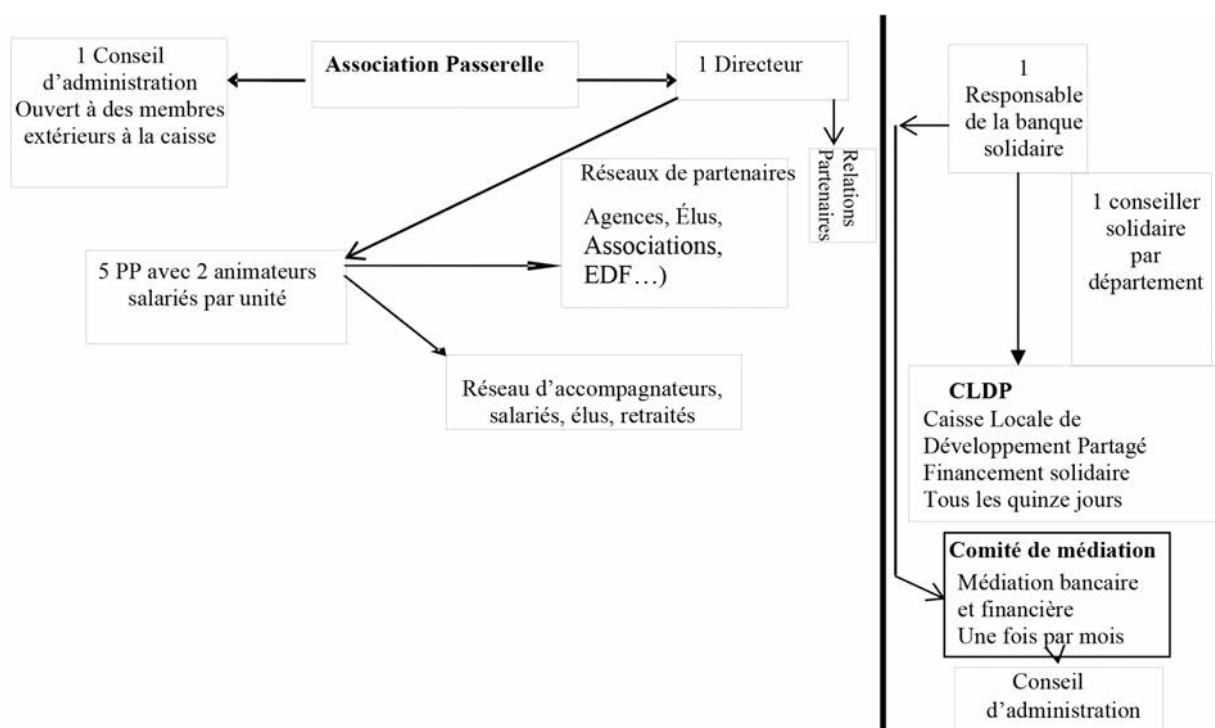 1 Conseil
d’administration
Ouvert à des membres
extérieurs à la caisse
Association Passerelle
1 Directeur
Relations
Partenaires
Réseaux de partenaires
Agences, Élus,
Associations,
EDF…)
5 PP avec 2 animateurs
salariés par unité
Réseau d’accompagnateurs,
salariés, élus, retraités
1
Responsable
de la banque
solidaire
1 conseiller
solidaire
par
département
CLDP
Caisse Locale de
Développement Partagé
Financement solidaire
Tous les quinze jours
Comité de médiation
Médiation bancaire
et financière
Une fois par mois
Conseil
d’administration